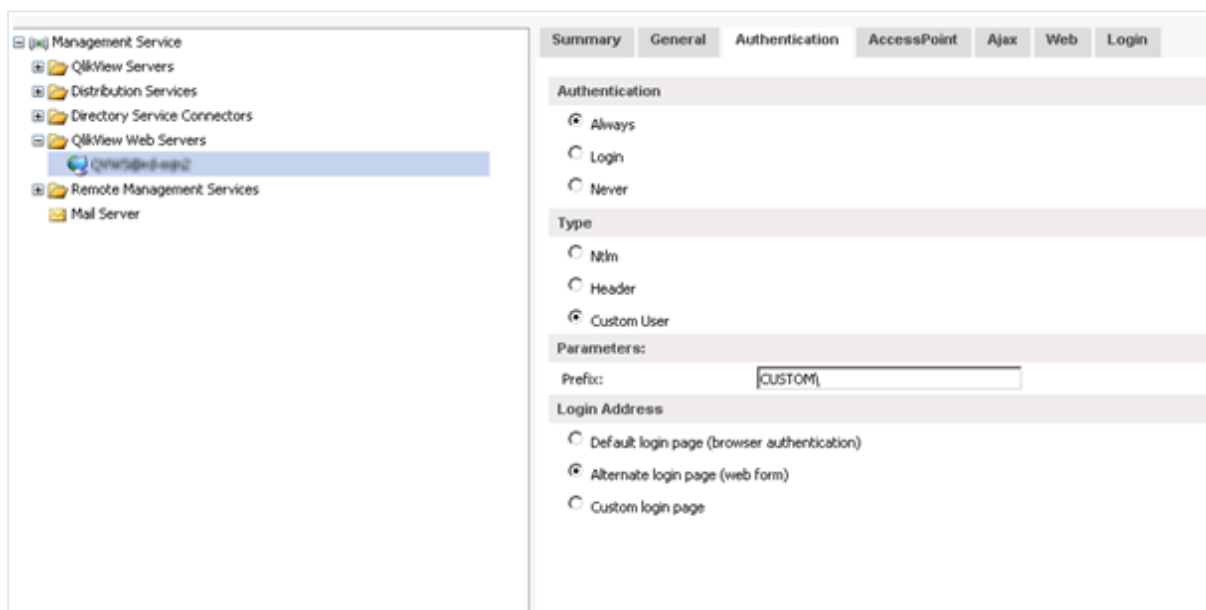 Management Service
QlikView Servers
Distribution Services
Directory Service Connectors
QlikView Web Servers
Remote Management Services
Mail Server
Summary General Authentication AccessPoint Ajax Web Login
Authentication
Always
Login
Never
Type
Ntlm
Header
Custom User
Parameters:
Prefix: CUSTOM\
Login Address
Default login page (browser authentication)
Alternate login page (web form)
Custom login page